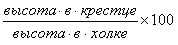 высота · в · крестце
×100
высота · в · холке